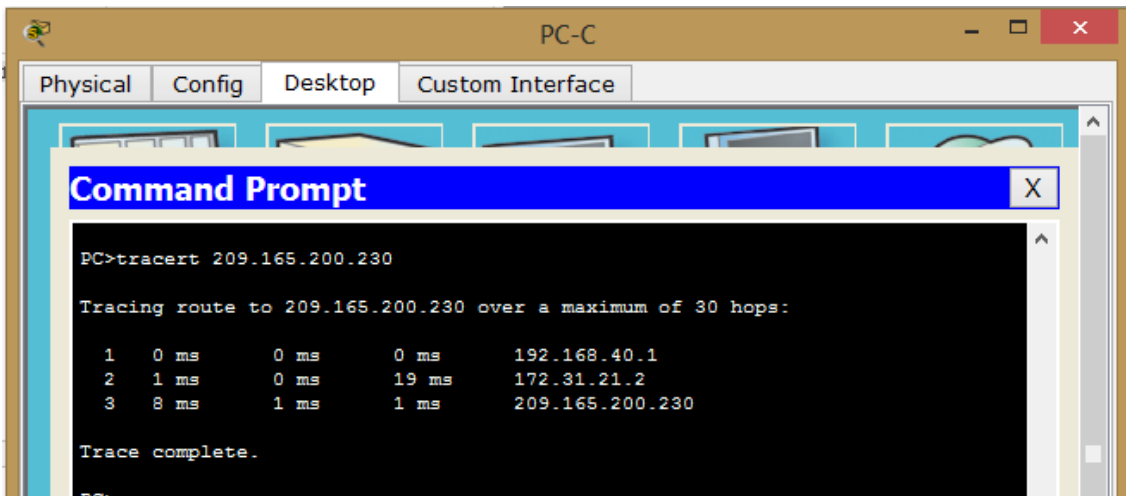 PC-C
Physical Config Desktop Custom Interface
Command Prompt
X
PC>tracert 209.165.200.230
Tracing route to 209.165.200.230 over a maximum of 30 hops:
1 0 ms 0 ms 0 ms 192.168.40.1
2 1 ms 0 ms 19 ms 172.31.21.2
3 8 ms 1 ms 1 ms 209.165.200.230
Trace complete.
PC>